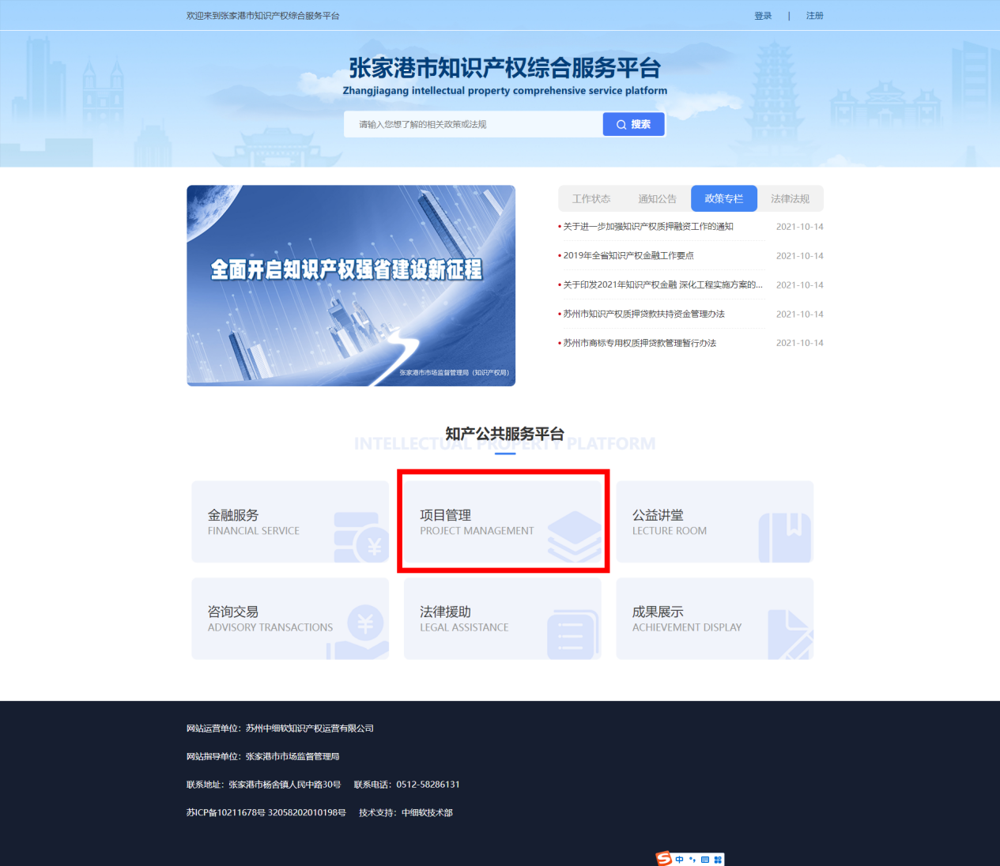 欢迎来到张家港市知识产权综合服务平台
登录 | 注册
张家港市知识产权综合服务平台
Zhangjiagang intellectual property comprehensive service platform
请输入您想了解的相关政策或法规
搜索
全面开启知识产权强省建设新征程
张家港市市场监督管理局（知识产权局）
工作状态 通知公告 政策专栏 法律法规
关于进一步加强知识产权质押融资工作的通知 2021-10-14
2019年全省知识产权金融工作要点 2021-10-14
关于印发2021年知识产权金融 深化工程实施方案的... 2021-10-14
苏州市知识产权质押贷款扶持资金管理办法 2021-10-14
苏州市商标专用权质押贷款管理暂行办法 2021-10-14
知产公共服务平台
INTELLECTUAL PROPERTY PLATFORM
金融服务
FINANCIAL SERVICE
项目管理
PROJECT MANAGEMENT
公益讲堂
LECTURE ROOM
咨询交易
ADVISORY TRANSACTIONS
法律援助
LEGAL ASSISTANCE
成果展示
ACHIEVEMENT DISPLAY
网站运营单位：苏州中细软知识产权运营有限公司
网站指导单位：张家港市市场监督管理局
联系地址：张家港市杨舍镇人民中路30号 联系电话：0512-58286131
苏ICP备10211678号 32058202010198号 技术支持：中细软技术部
中